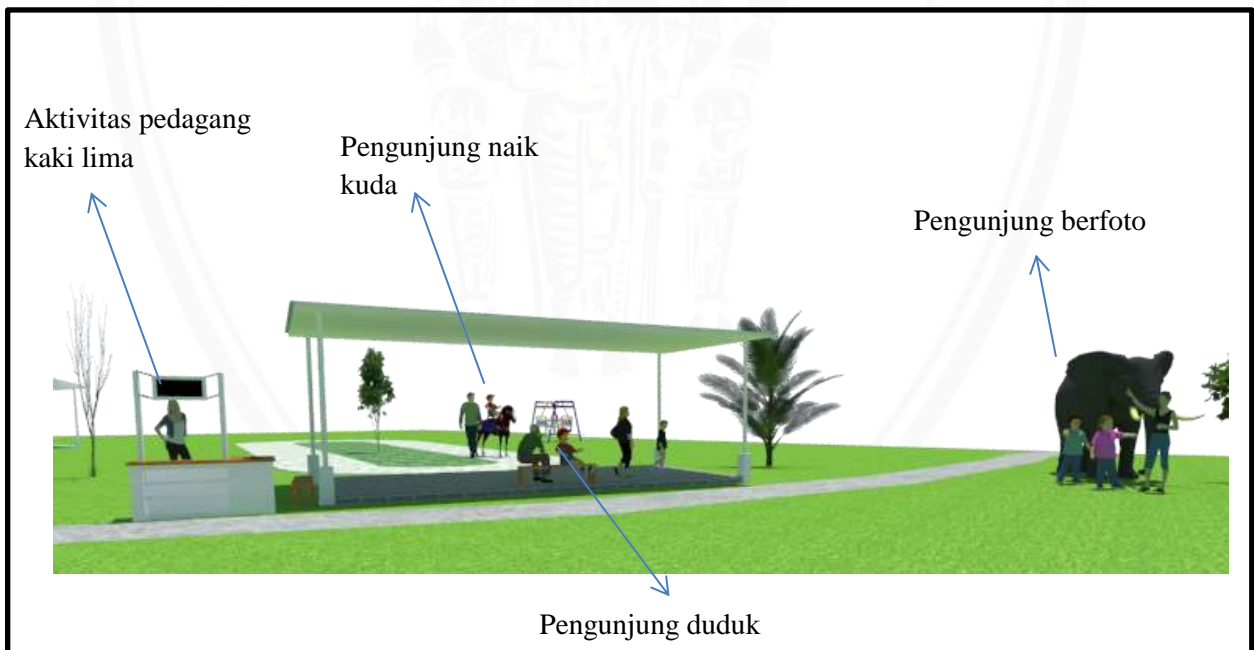 Aktivitas pedagang
kaki lima
Pengunjung naik
kuda
Pengunjung berfoto
Pengunjung duduk